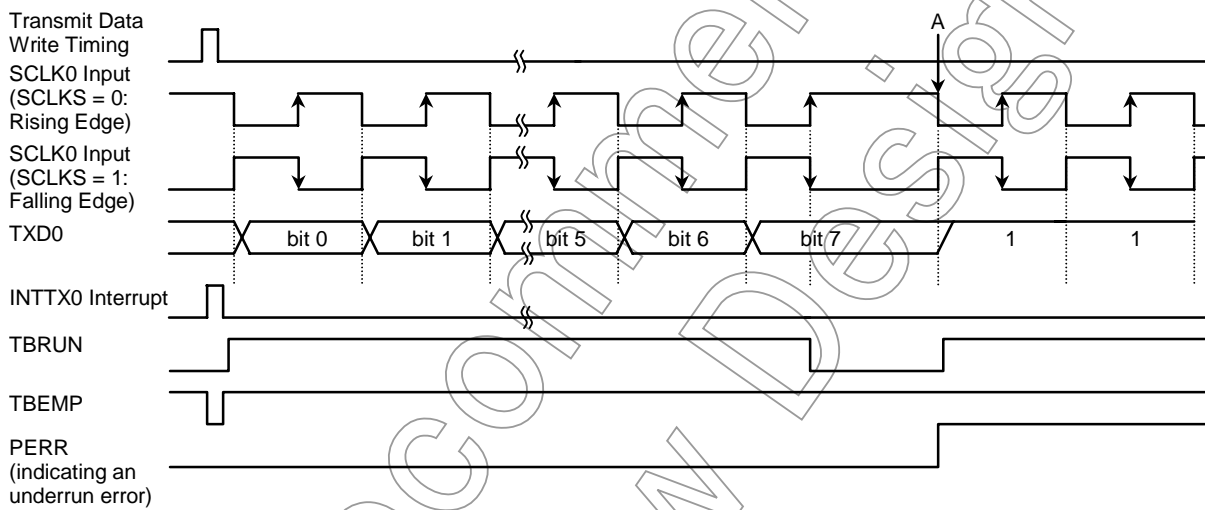 Transmit Data
Write Timing
A
SCLK0 Input
(SCLKS = 0:
Rising Edge)
SCLK0 Input
(SCLKS = 1:
Falling Edge)
TXD0
bit 0
bit 1
bit 5
bit 6
bit 7
1
1
INTTX0 Interrupt
TBRUN
TBEMP
PERR
(indicating an
underrun error)